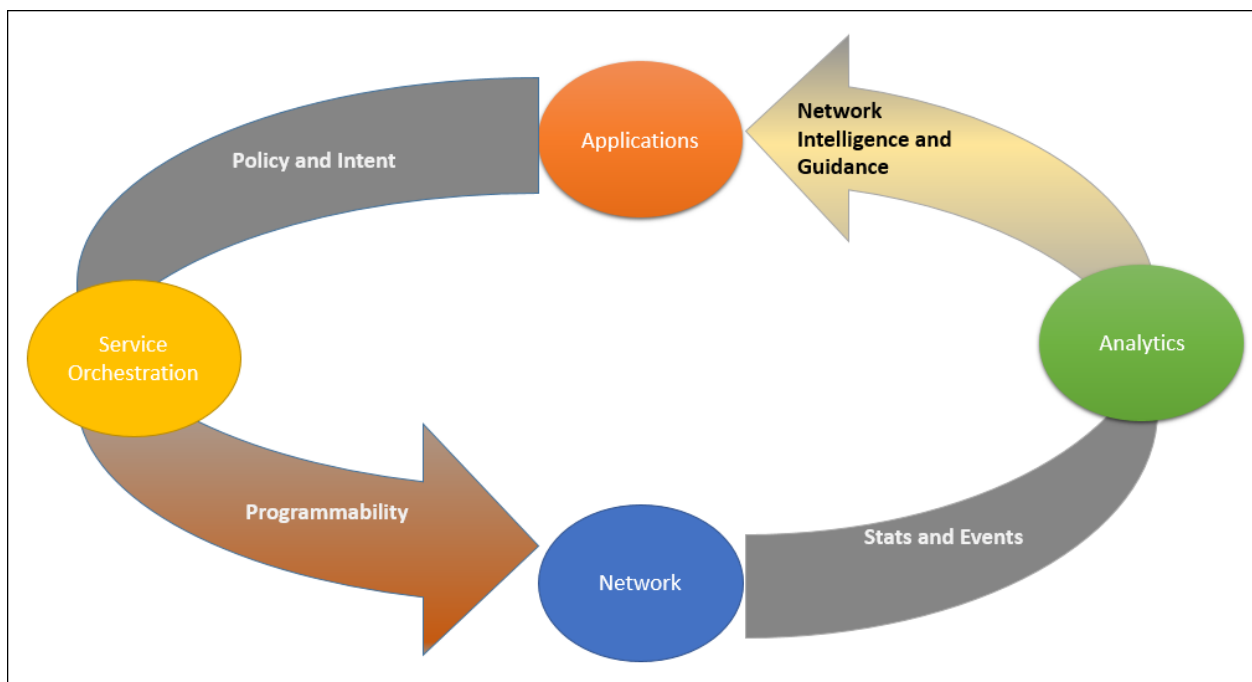 Applications
Network
Intelligence and
Guidance
Policy and Intent
Service
Orchestration
Analytics
Programmability
Stats and Events
Network